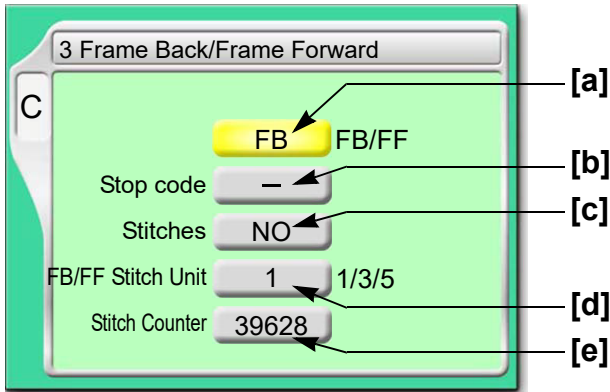 3 Frame Back/Frame Forward
[a]
C
FB FB/FF
[b]
Stop code –
[c]
Stitches NO
FB/FF Stitch Unit 1 1/3/5
[d]
Stitch Counter 39628
[e]